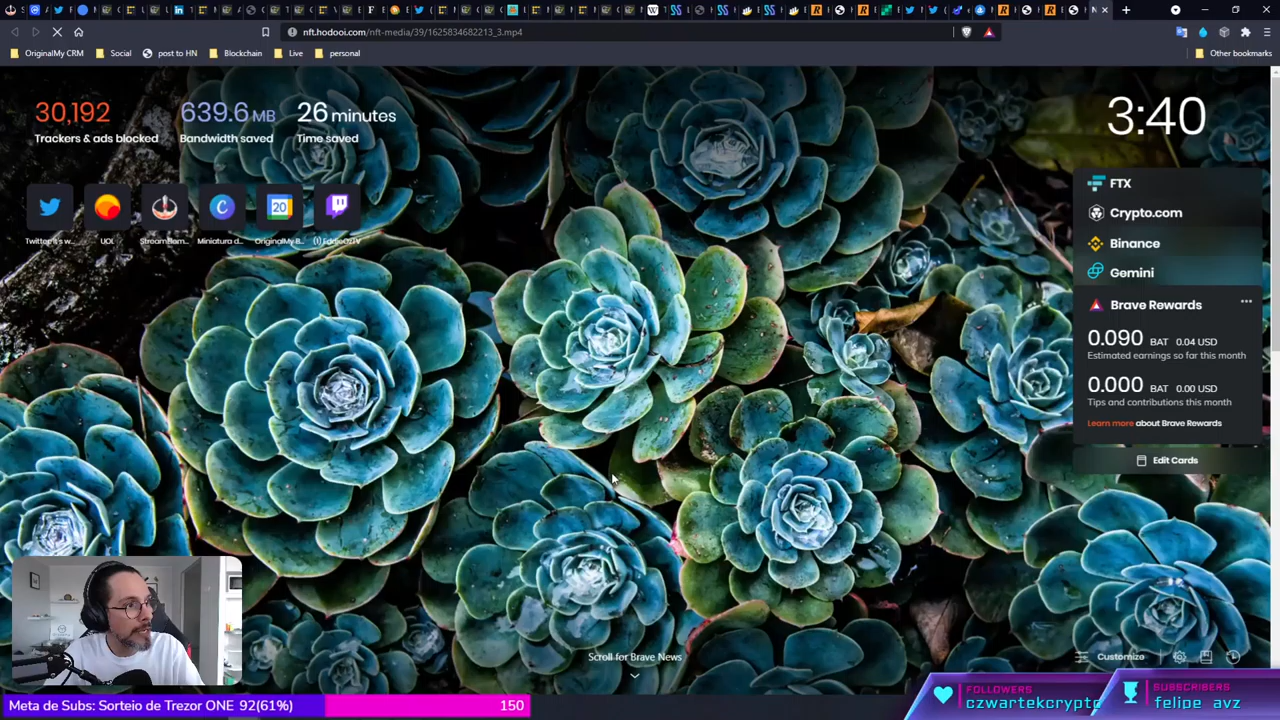 nft.hodooi.com/nft-media/39/1625834682213_3.mp4
OriginalMy CRM
Social
post to HN
Blockchain
Live
personal
Other bookmarks
30,192
Trackers & ads blocked
639.6 MB
Bandwidth saved
26 minutes
Time saved
3:40
UOL
20
FTX
Crypto.com
Binance
Gemini
Brave Rewards
0.090 BAT 0.04 USD
Estimated earnings so far this month
0.000 BAT 0.00 USD
Tips and contributions this month
Learn more about Brave Rewards
Edit Cards
Scroll for Brave News
Customize
Meta de Subs: Sorteio de Trezor ONE 92(61%)
150
FOLLOWERS
czwartekcrypto
SUBSCRIBERS
felipe_avz